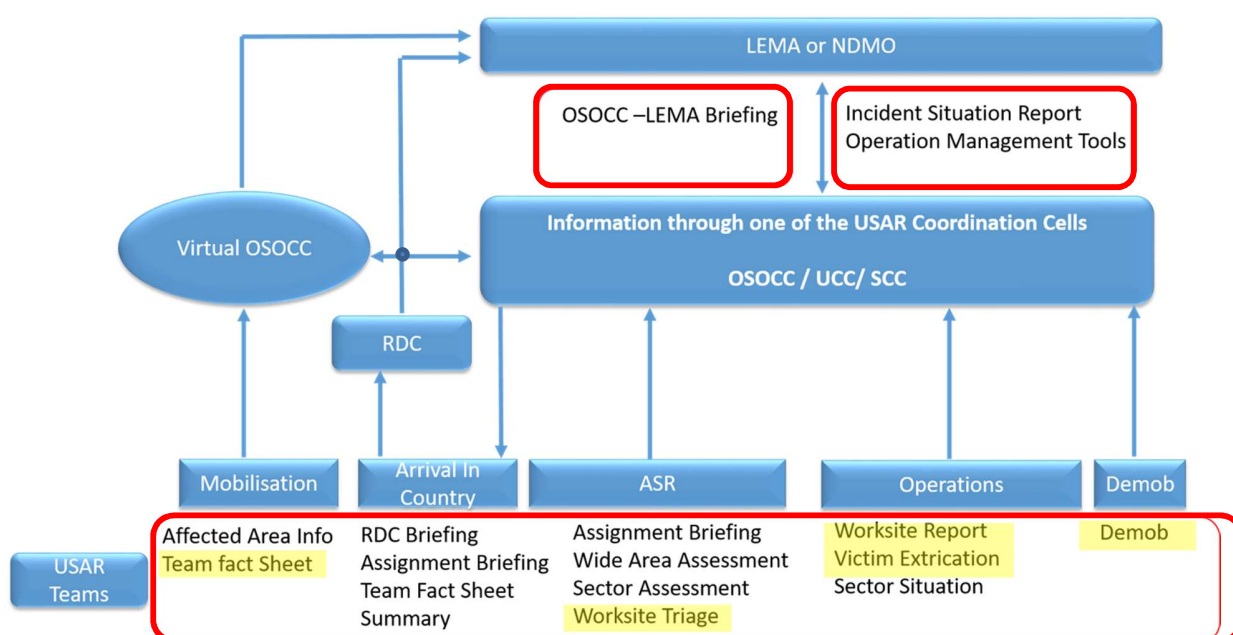 LEMA or NDMO
OSOCC –LEMA Briefing
Incident Situation Report
Operation Management Tools
Virtual OSOCC
Information through one of the USAR Coordination Cells
OSOCC / UCC/ SCC
RDC
Mobilisation
Arrival In
Country
ASR
Operations
Demob
USAR
Teams
Affected Area Info
Team fact Sheet
RDC Briefing
Assignment Briefing
Team Fact Sheet
Summary
Assignment Briefing
Wide Area Assessment
Sector Assessment
Worksite Triage
Worksite Report
Victim Extrication
Sector Situation
Demob